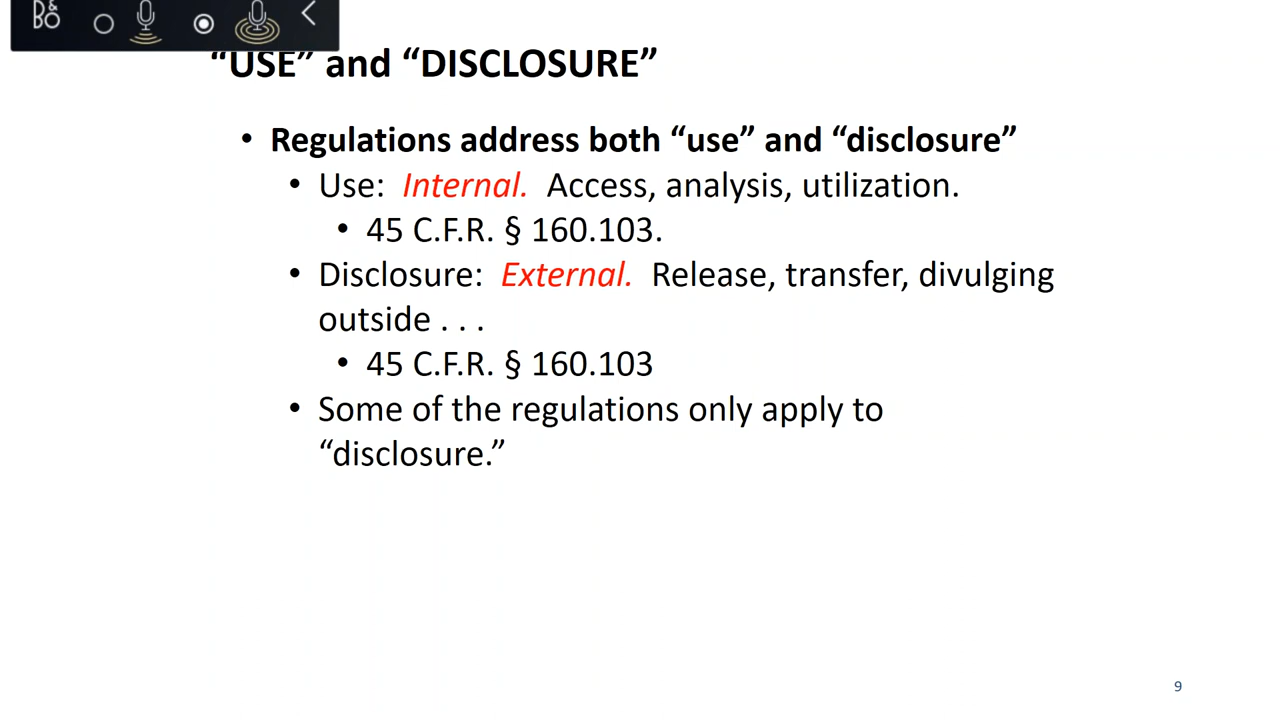 B&O
“USE” and “DISCLOSURE”
• Regulations address both “use” and “disclosure”
• Use: Internal. Access, analysis, utilization.
• 45 C.F.R. § 160.103.
• Disclosure: External. Release, transfer, divulging
outside . . .
• 45 C.F.R. § 160.103
• Some of the regulations only apply to
“disclosure.”
9